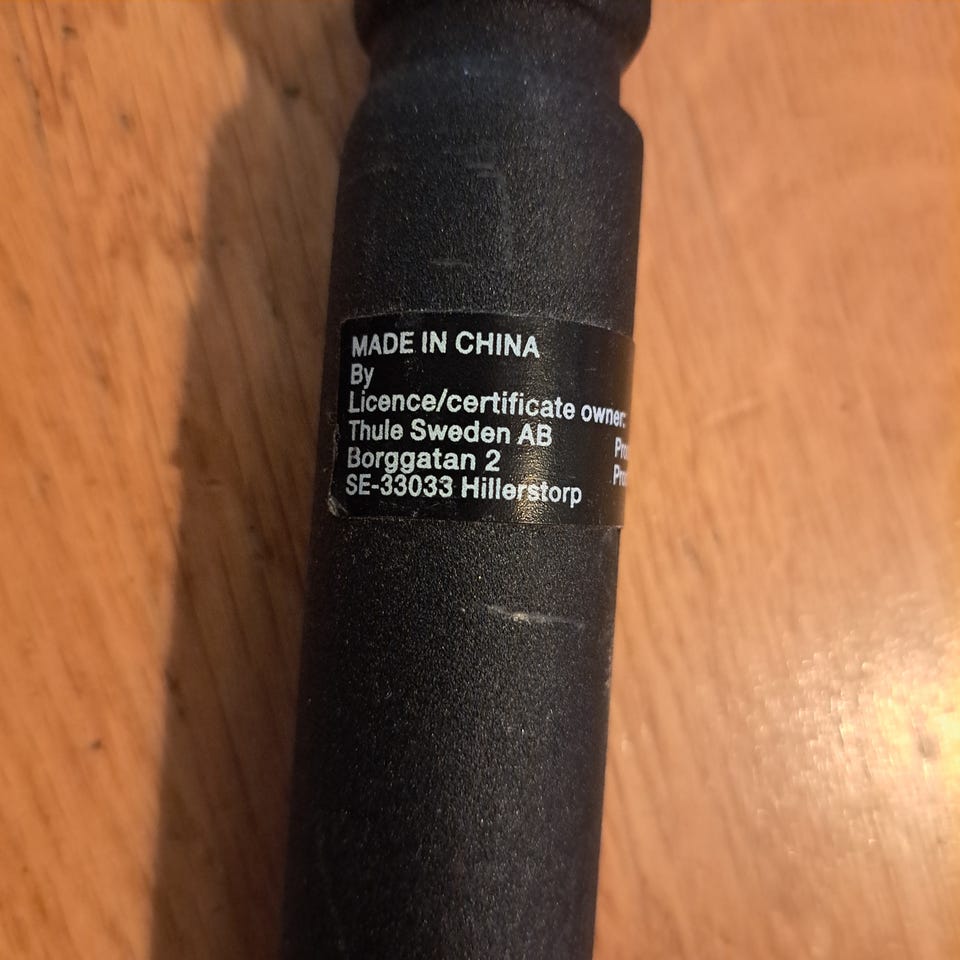 MADE IN CHINA
By
Licence/certificate owner:
Thule Sweden AB
Borggatan 2
SE-33033 Hillerstorp